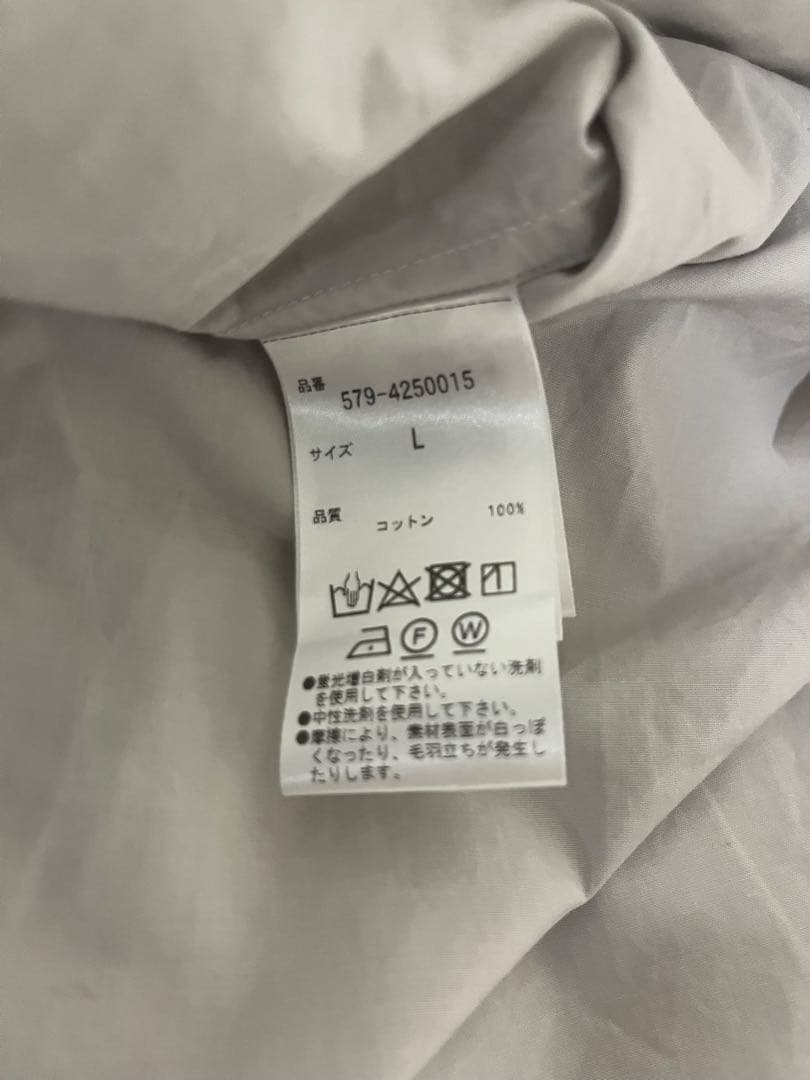 品番 579-4250015
サイズ L
品質 コットン 100%
F W
●蛍光増白剤が入っていない洗剤
を使用して下さい。
●中性洗剤を使用して下さい。
●摩擦により、素材表面が白っぽ
くなったり、毛羽立ちが発生し
たりします。